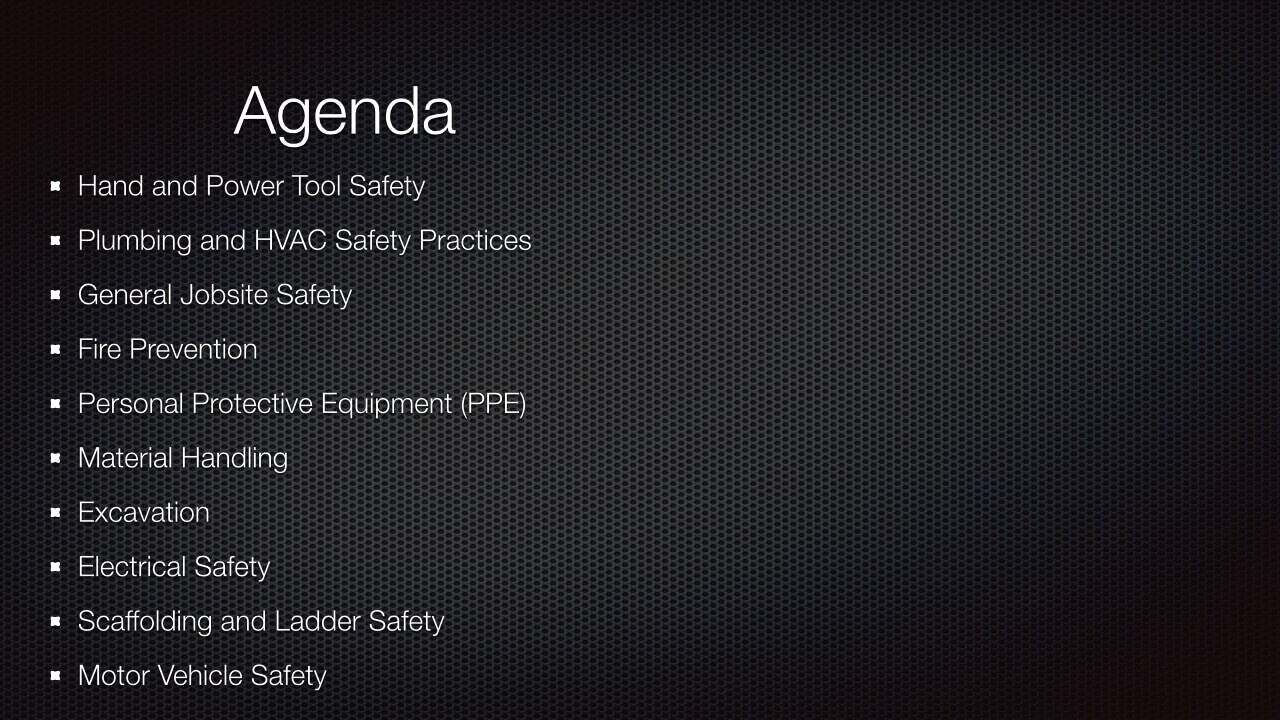 Agenda
Hand and Power Tool Safety
Plumbing and HVAC Safety Practices
General Jobsite Safety
Fire Prevention
Personal Protective Equipment (PPE)
Material Handling
Excavation
Electrical Safety
Scaffolding and Ladder Safety
Motor Vehicle Safety